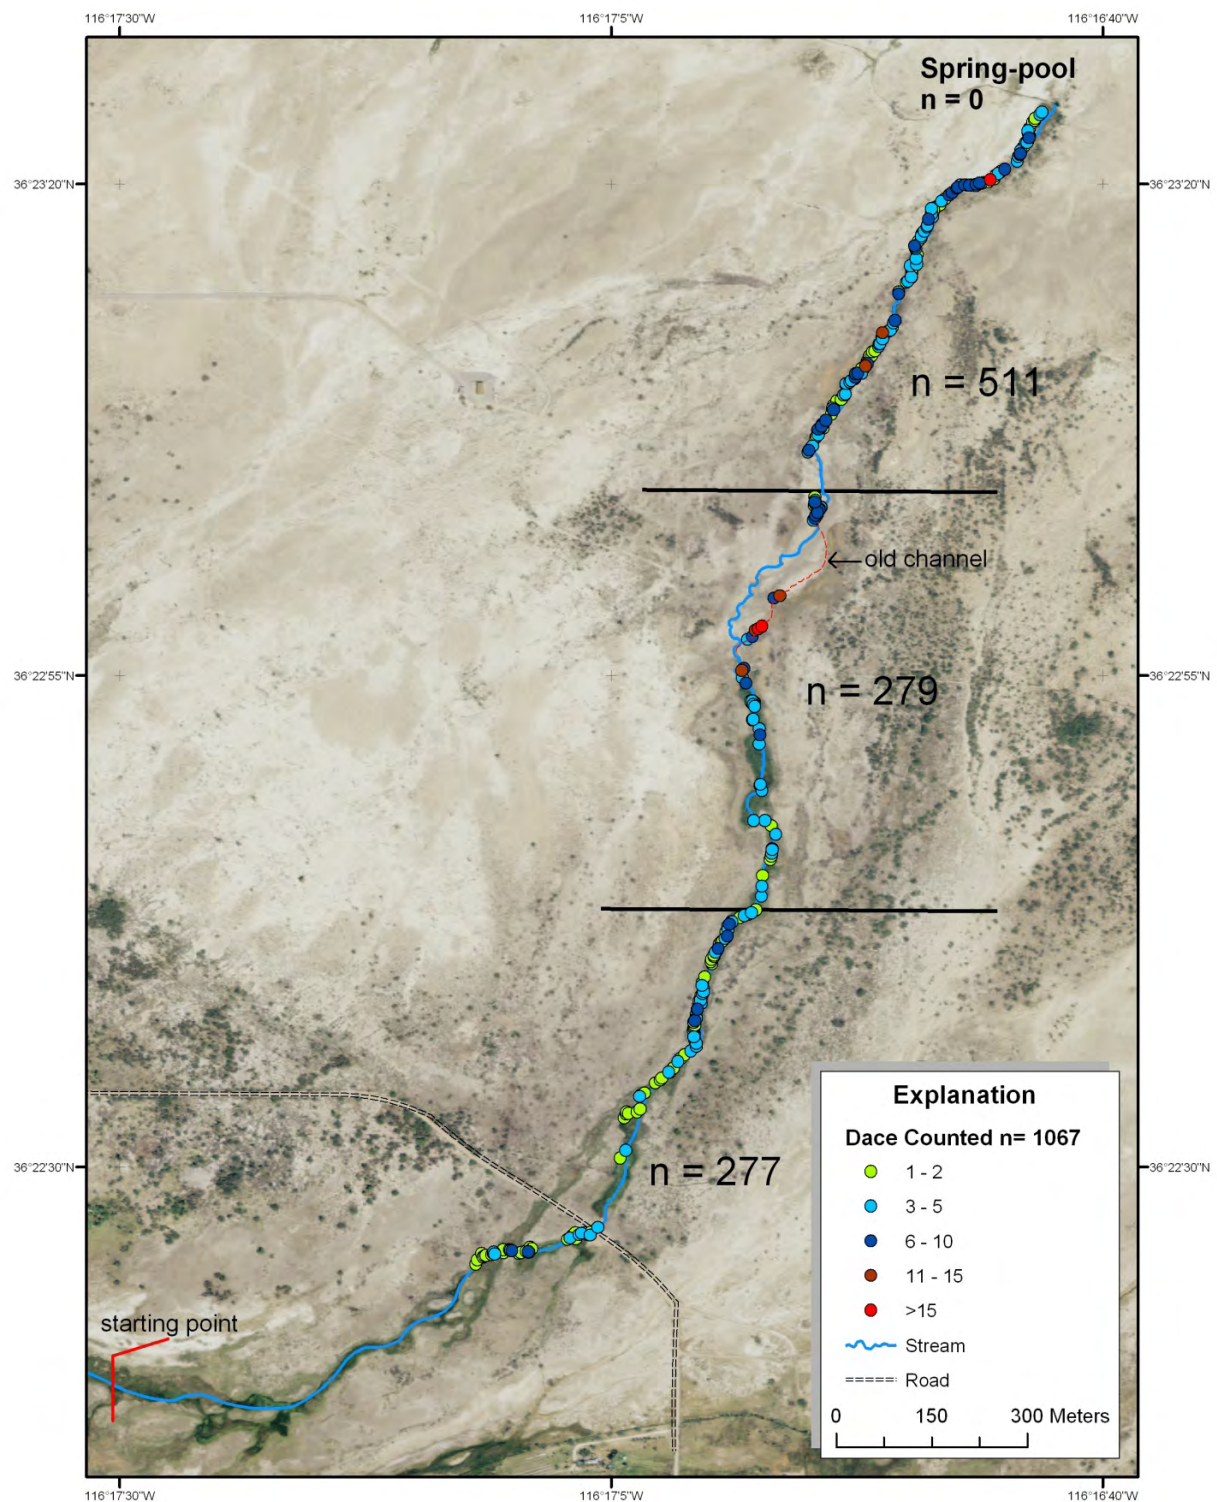 116°17'30"W
116°17'5"W
116°16'40"W
Spring-pool
n = 0
36°23'20"N
36°23'20"N
n = 511
old channel
36°22'55"N
36°22'55"N
n = 279
Explanation
Dace Counted n= 1067
1 - 2
36°22'30"N
n = 277
36°22'30"N
3 - 5
6 - 10
11 - 15
>15
starting point
Stream
Road
0 150 300 Meters
116°17'30"W
116°17'5"W
116°16'40"W